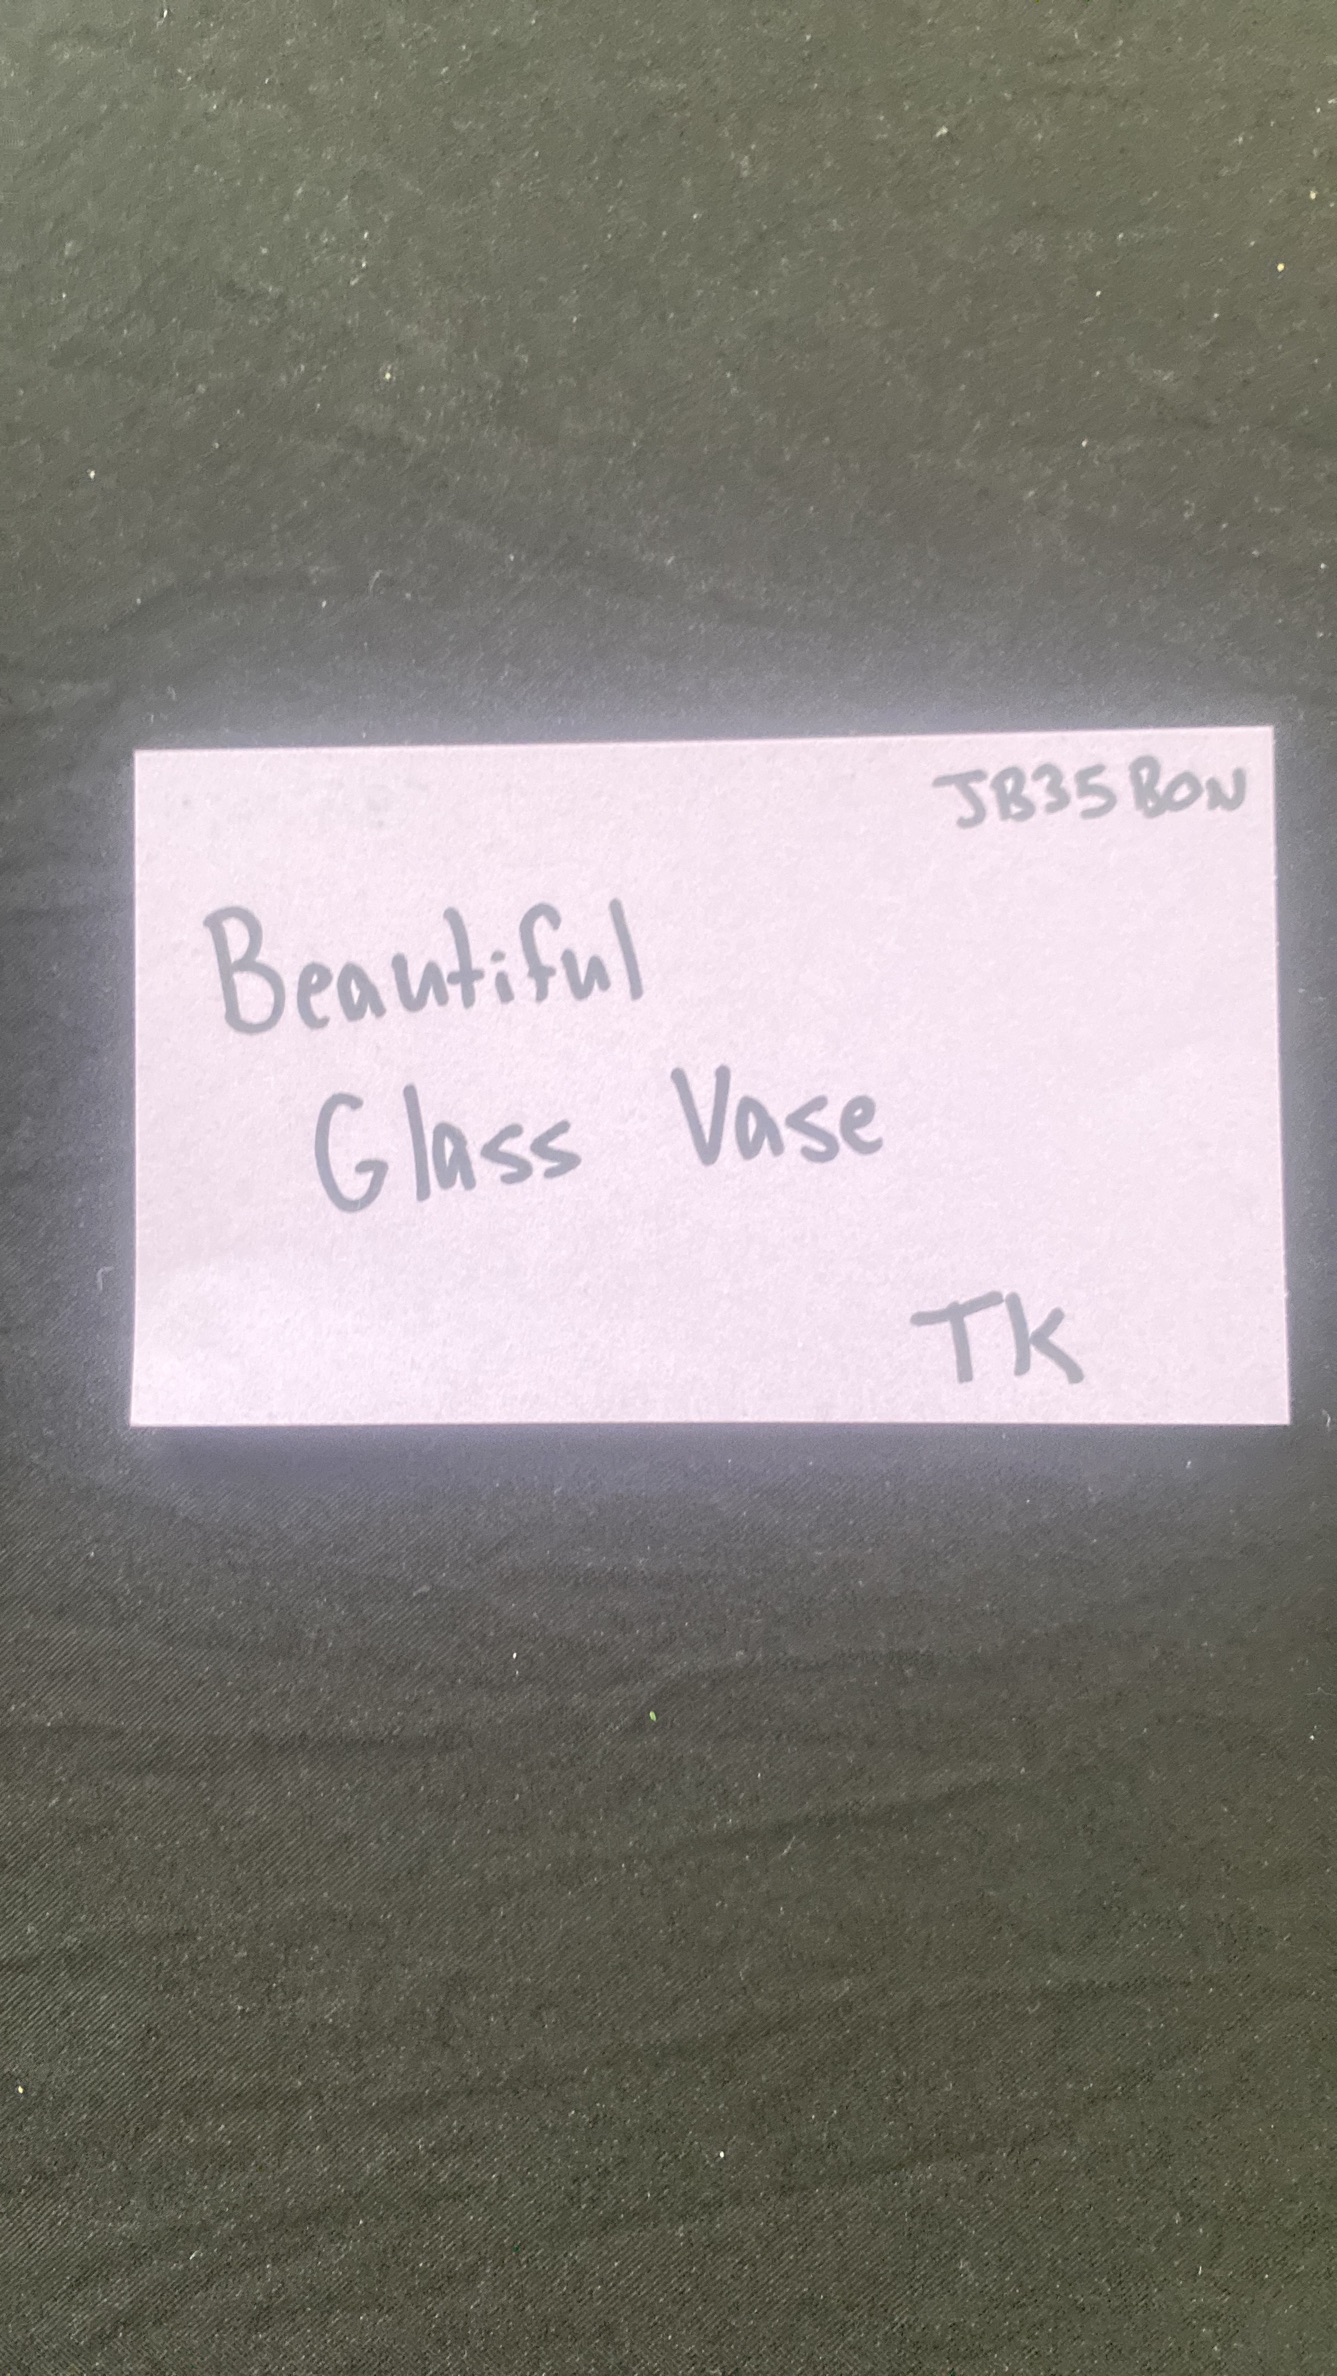 JB35BON
Beautiful
Glass Vase
TK